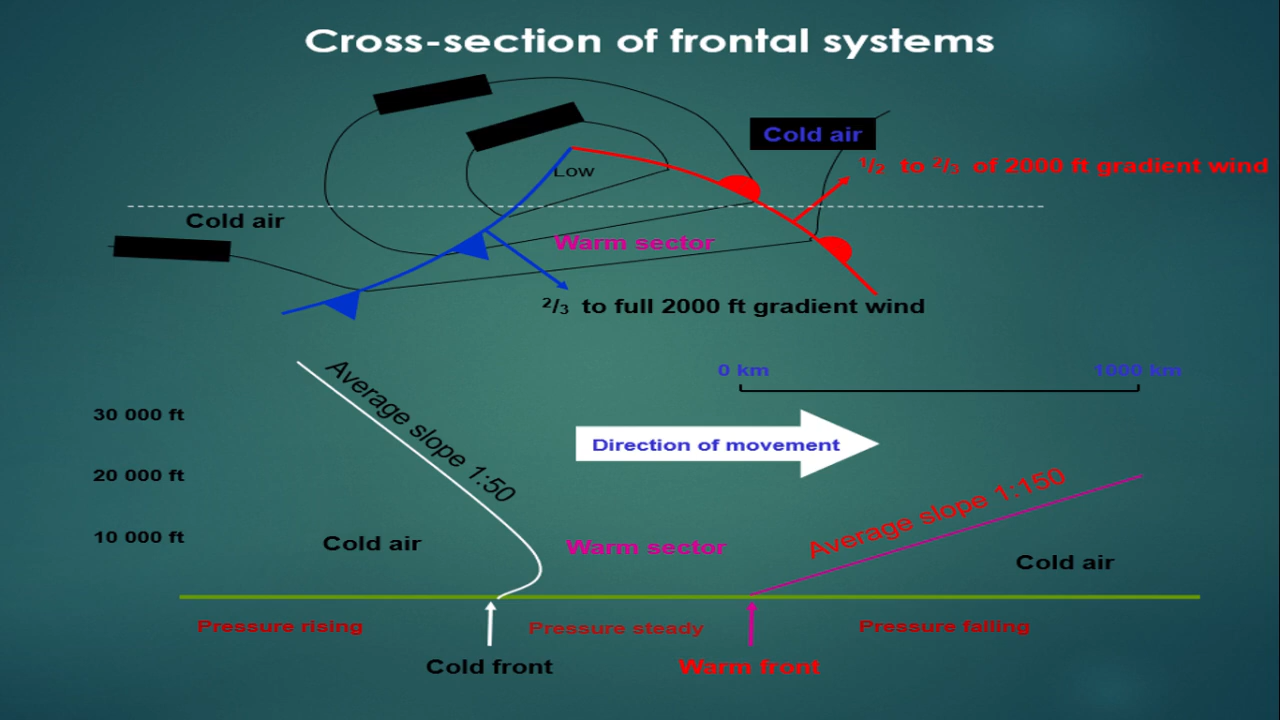 Cross-section of frontal systems
Cold air
1/2 to 2/3 of 2000 ft gradient wind
Low
Cold air
Warm sector
2/3 to full 2000 ft gradient wind
0 km
1000 km
Average slope 1:50
30 000 ft
Direction of movement
20 000 ft
Average slope 1:150
10 000 ft
Cold air
Warm sector
Cold air
Pressure rising
Pressure steady
Pressure falling
Cold front
Warm front